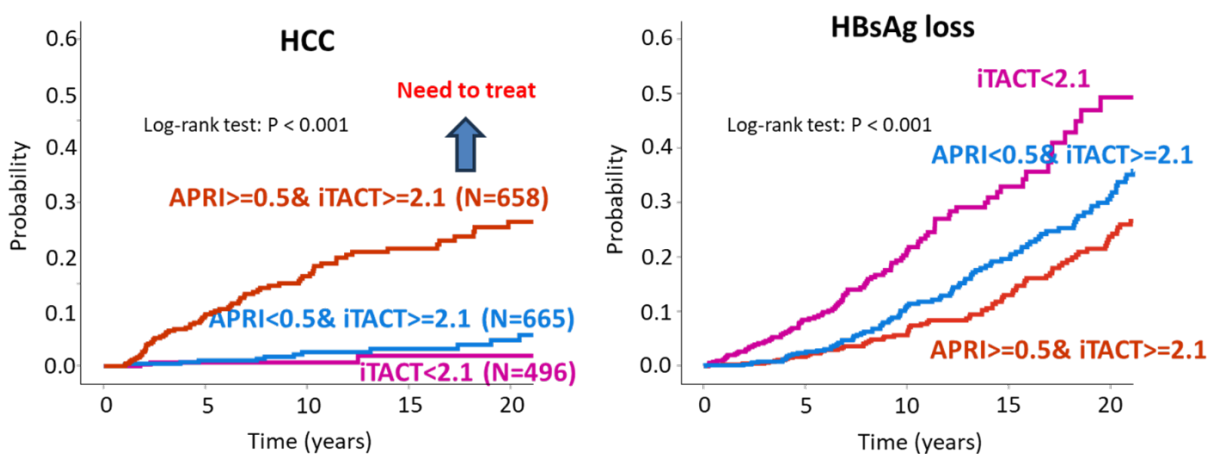 HCC
0.6
0.5
0.4
0.3
0.2
0.1
0.0
Probability
Need to treat
Log-rank test: P < 0.001
APRI>=0.5& iTACT>=2.1 (N=658)
APRI<0.5& iTACT>=2.1 (N=665)
iTACT<2.1 (N=496)
0 5 10 15 20
Time (years)
HBsAg loss
0.6
0.5
0.4
0.3
0.2
0.1
0.0
Probability
iTACT<2.1
Log-rank test: P < 0.001
APRI<0.5& iTACT>=2.1
APRI>=0.5& iTACT>=2.1
0 5 10 15 20
Time (years)